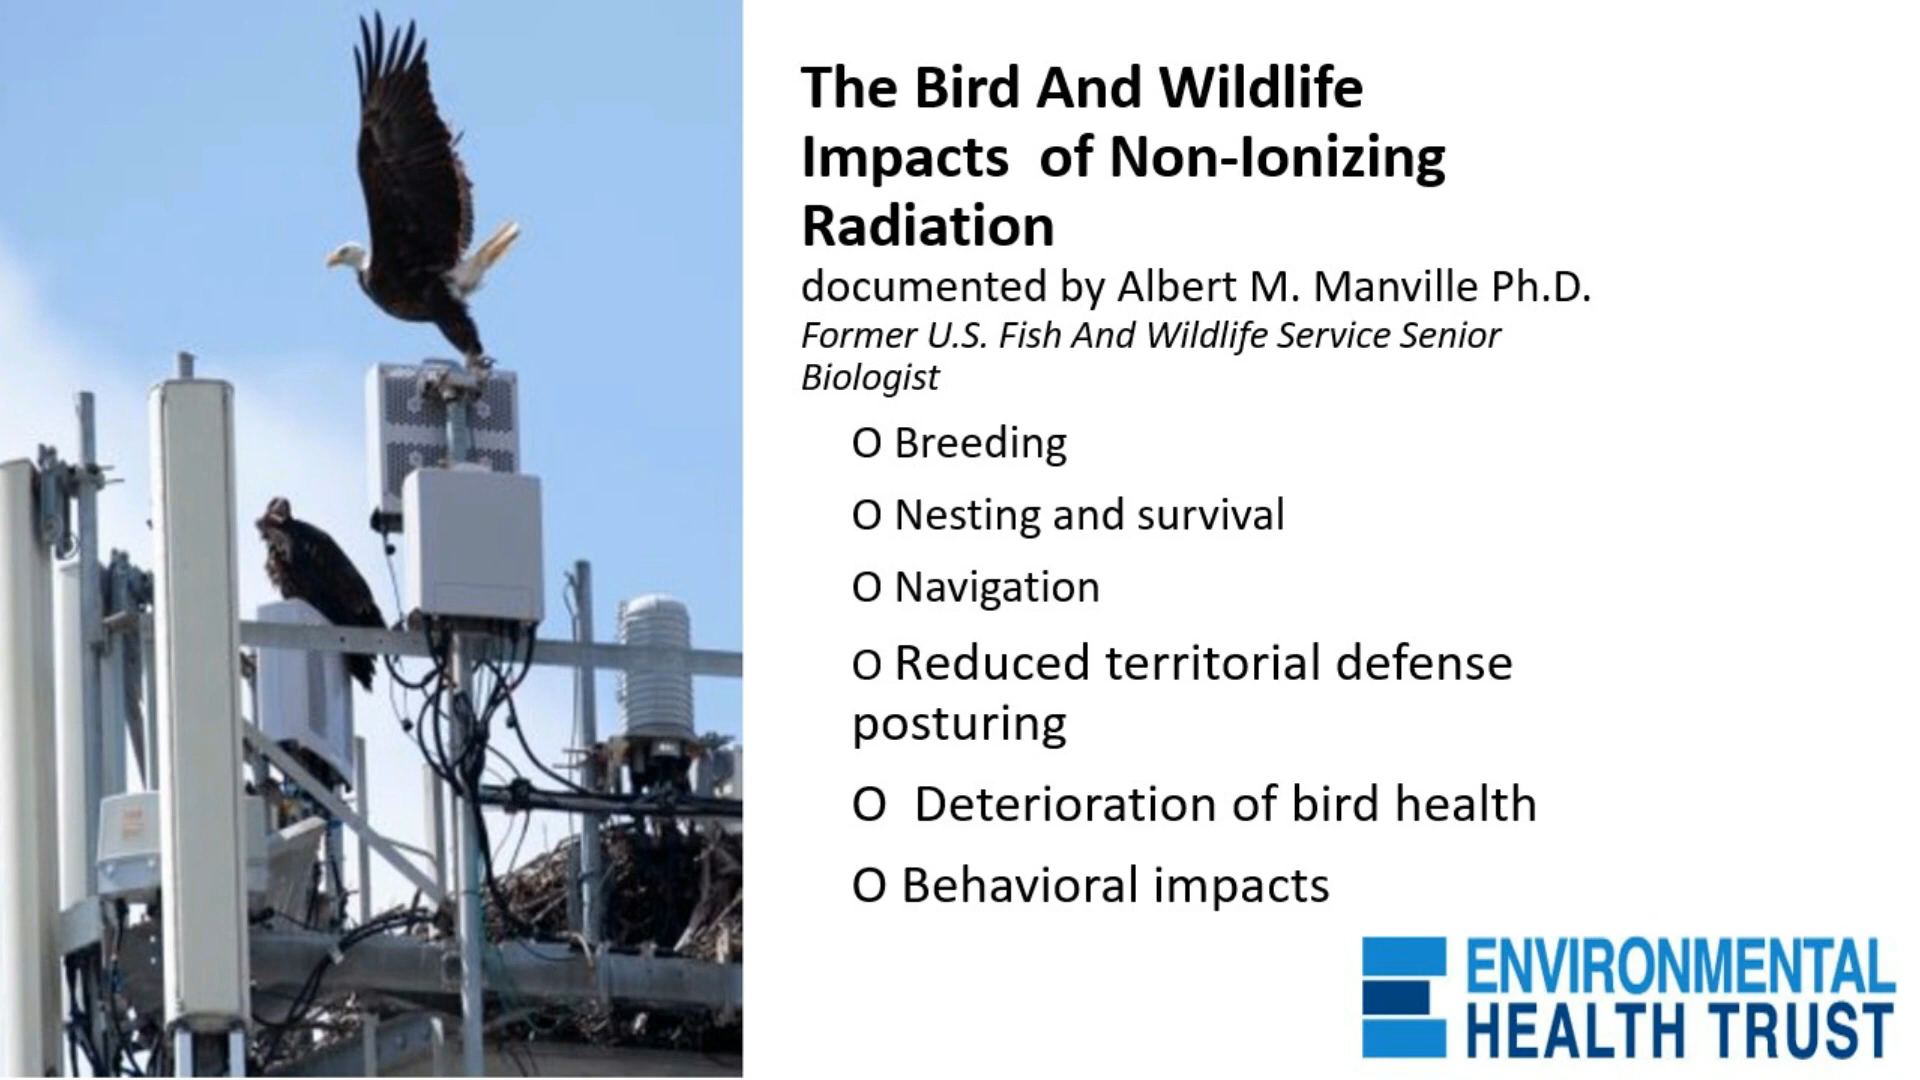 The Bird And Wildlife
Impacts  of Non-Ionizing
Radiation
documented by Albert M. Manville Ph.D.
Former U.S. Fish And Wildlife Service Senior
Biologist
O Breeding
O Nesting and survival
O Navigation
O Reduced territorial defense
posturing
O  Deterioration of bird health
O Behavioral impacts
ENVIRONMENTAL
HEALTH TRUST